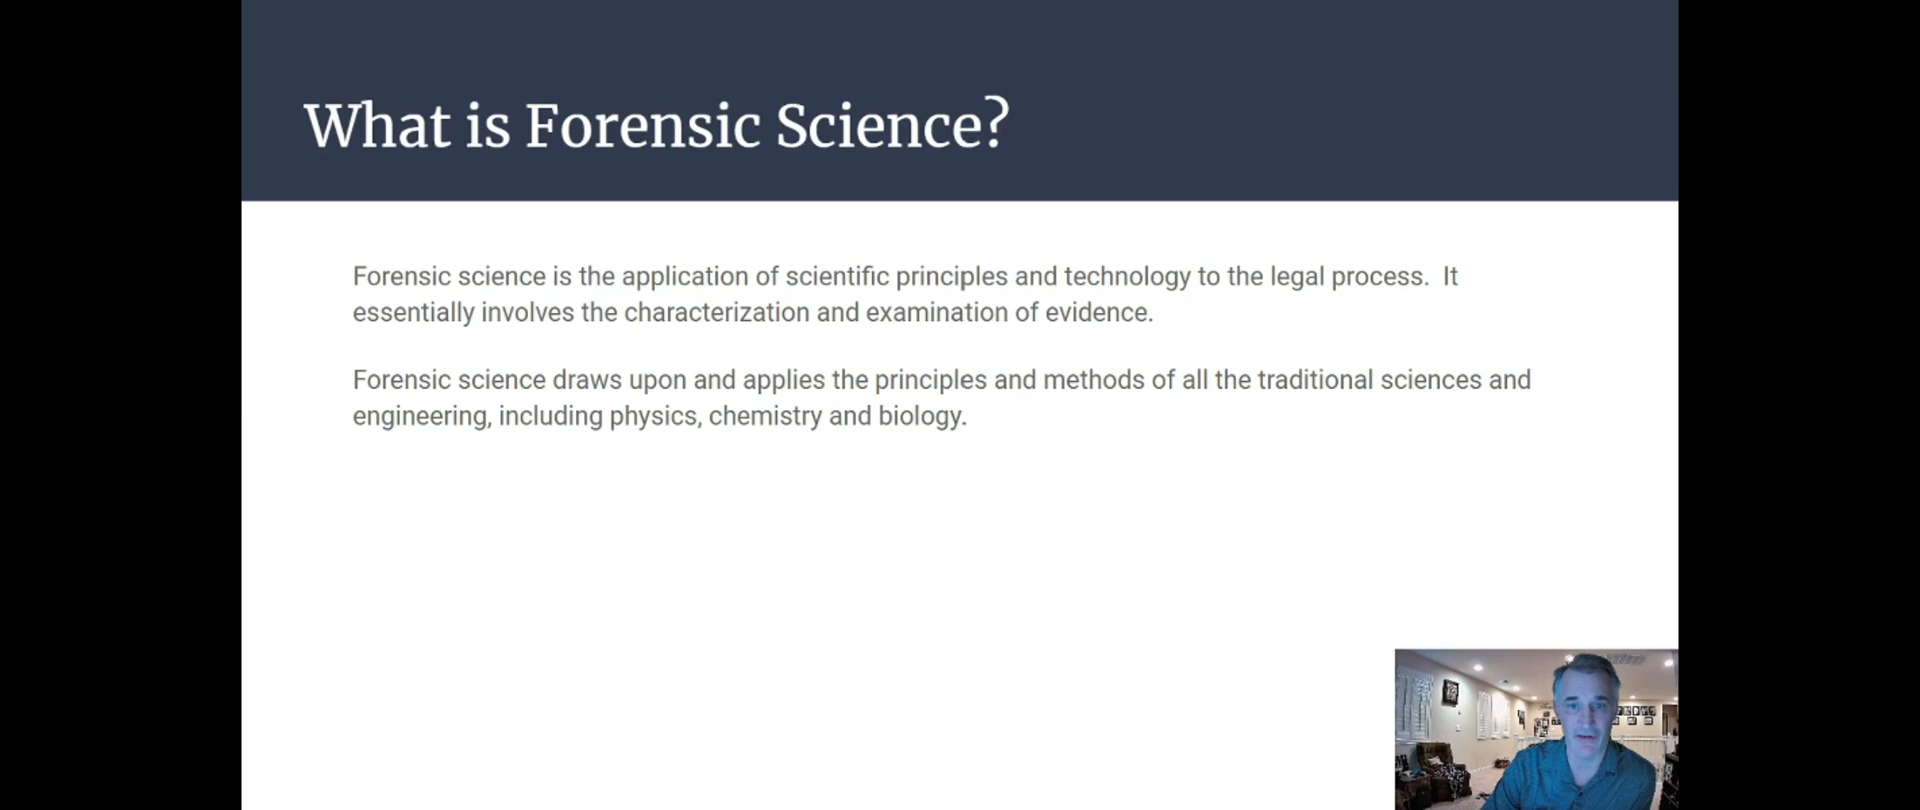 What is Forensic Science?
Forensic science is the application of scientific principles and technology to the legal process.  It
essentially involves the characterization and examination of evidence.
Forensic science draws upon and applies the principles and methods of all the traditional sciences and
engineering, including physics, chemistry and biology.